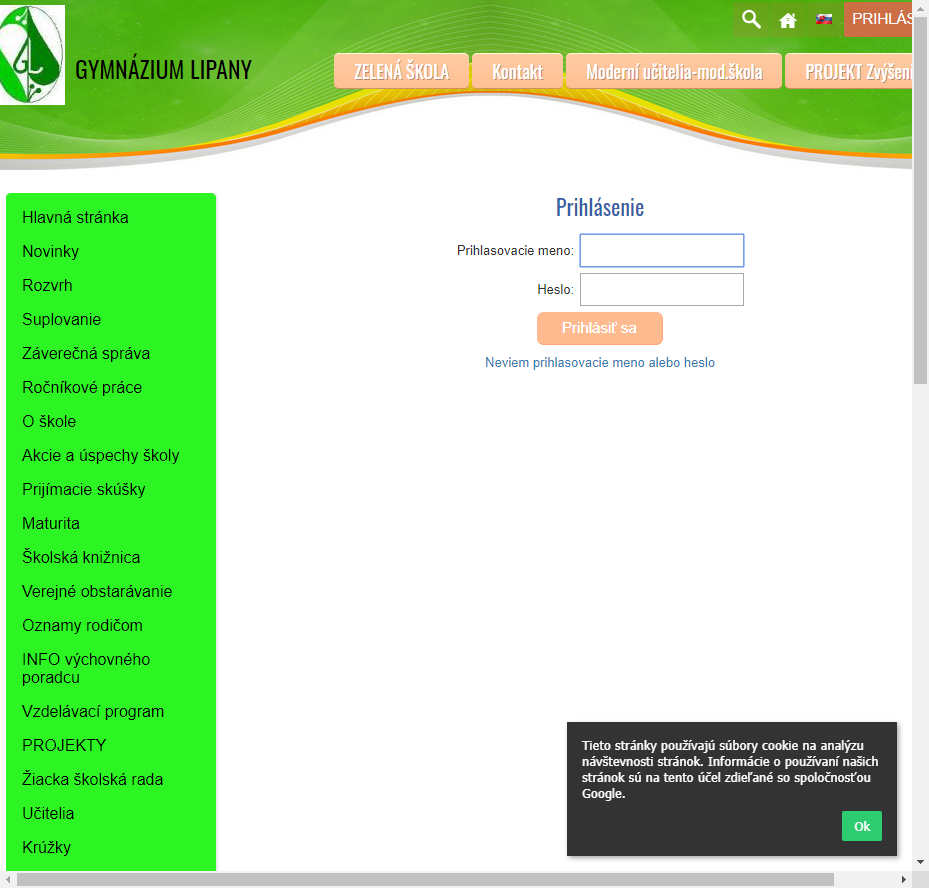 PRIHLÁS
GYMNÁZIUM LIPANY
ZELENÁ ŠKOLA
Kontakt
Moderní učitelia-mod.škola
PROJEKT Zvýšeni
Hlavná stránka
Novinky
Rozvrh
Suplovanie
Záverečná správa
Ročníkové práce
O škole
Akcie a úspechy školy
Prijímacie skúšky
Maturita
Školská knižnica
Verejné obstarávanie
Oznamy rodičom
INFO výchovného
poradcu
Vzdelávací program
PROJEKTY
Žiacka školská rada
Učitelia
Krúžky
Prihlásenie
Prihlasovacie meno:
Heslo:
Prihlásiť sa
Neviem prihlasovacie meno alebo heslo
Tieto stránky používajú súbory cookie na analýzu
návštevnosti stránok. Informácie o používaní našich
stránok sú na tento účel zdieľané so spoločnosťou
Google.
Ok